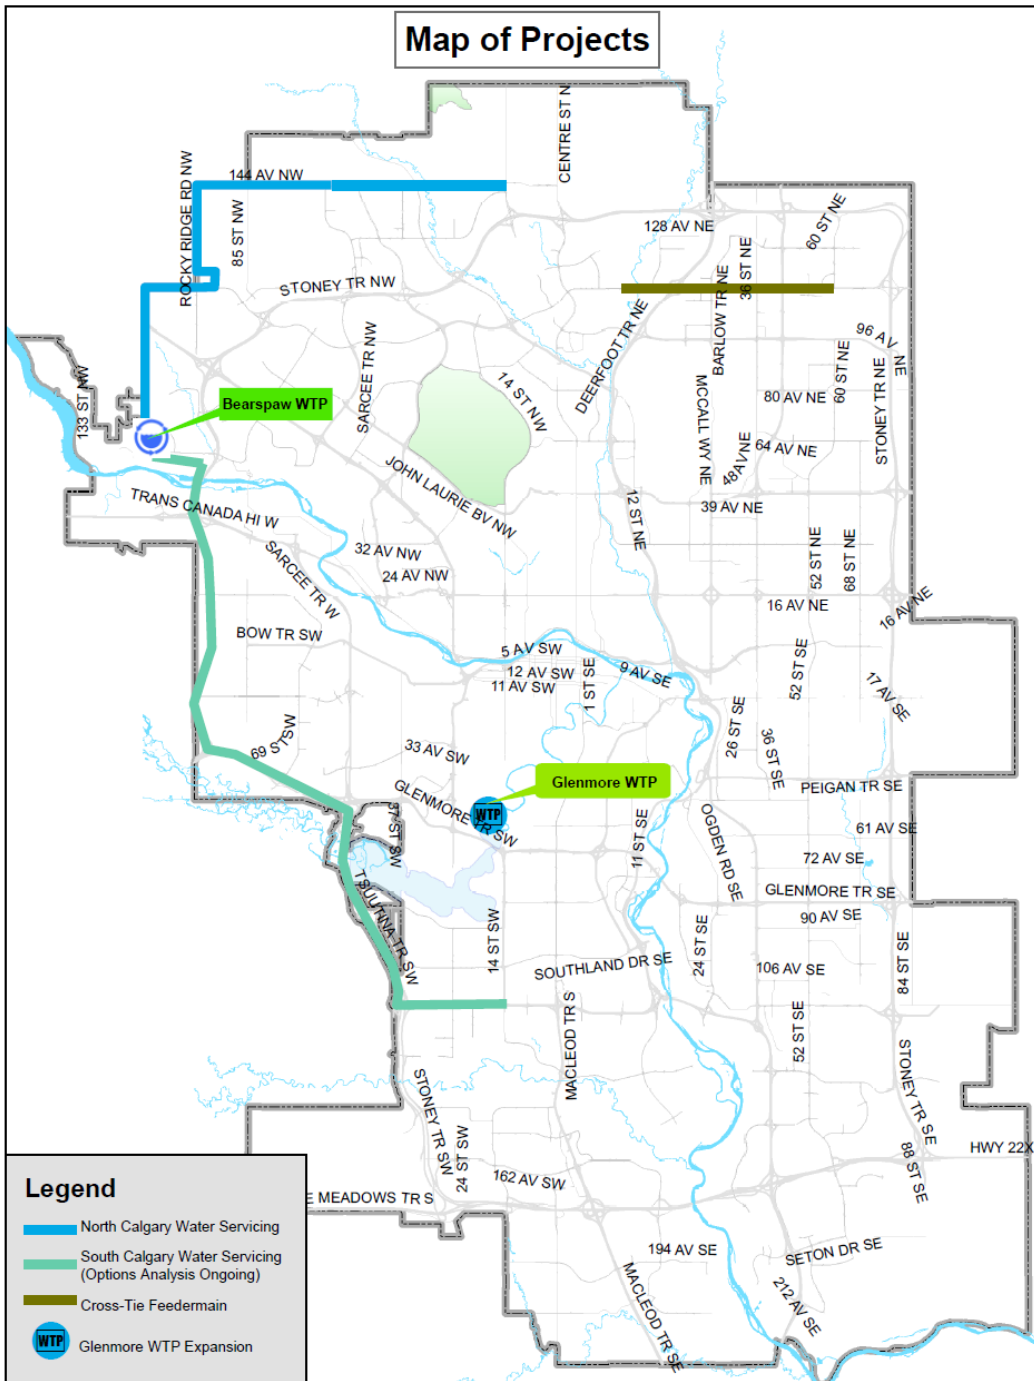 Map of Projects
CENTRE ST N
144 AV NW
ROCKY RIDGE RD NW
85 ST NW
60 ST NE
128 AV NE
36 ST NE
STONEY TR NW
BARLOW TR NE
DEERFOOT TR NE
96 AV NE
SARCEE TR NW
14 ST NW
60 ST NE
STONEY TR NE
133 ST NW
Bearspaw WTP
80 AV NE
MCCALL WY NE
64 AV NE
48 AV NE
JOHN LAURIE BV NW
TRANS CANADA HI W
12 ST NE
39 AV NE
32 AV NW
24 AV NW
SARCEE TR W
52 ST NE
68 ST NE
16 AV NE
16 AV NE
BOW TR SW
5 AV SW
12 AV SW
11 AV SW
1 ST SE
9 AV SE
52 ST SE
17 AV SE
69 ST SW
33 AV SW
26 ST SE
36 ST SE
Glenmore WTP
PEIGAN TR SE
GLENMORE TR SW
WTP
37 ST SW
11 ST SE
OGDEN RD SE
61 AV SE
72 AV SE
TSUUTINA TR SW
GLENMORE TR SE
90 AV SE
14 ST SW
24 ST SE
SOUTHLAND DR SE
106 AV SE
84 ST SE
MACLEOD TR S
52 ST SE
STONEY TR SW
STONEY TR SE
24 ST SW
HWY 22X
88 ST SE
162 AV SW
E MEADOWS TR S
194 AV SE
SETON DR SE
MACLEOD TR SE
212 AV SE
Legend
North Calgary Water Servicing
South Calgary Water Servicing
(Options Analysis Ongoing)
Cross-Tie Feedermain
WTP
Glenmore WTP Expansion